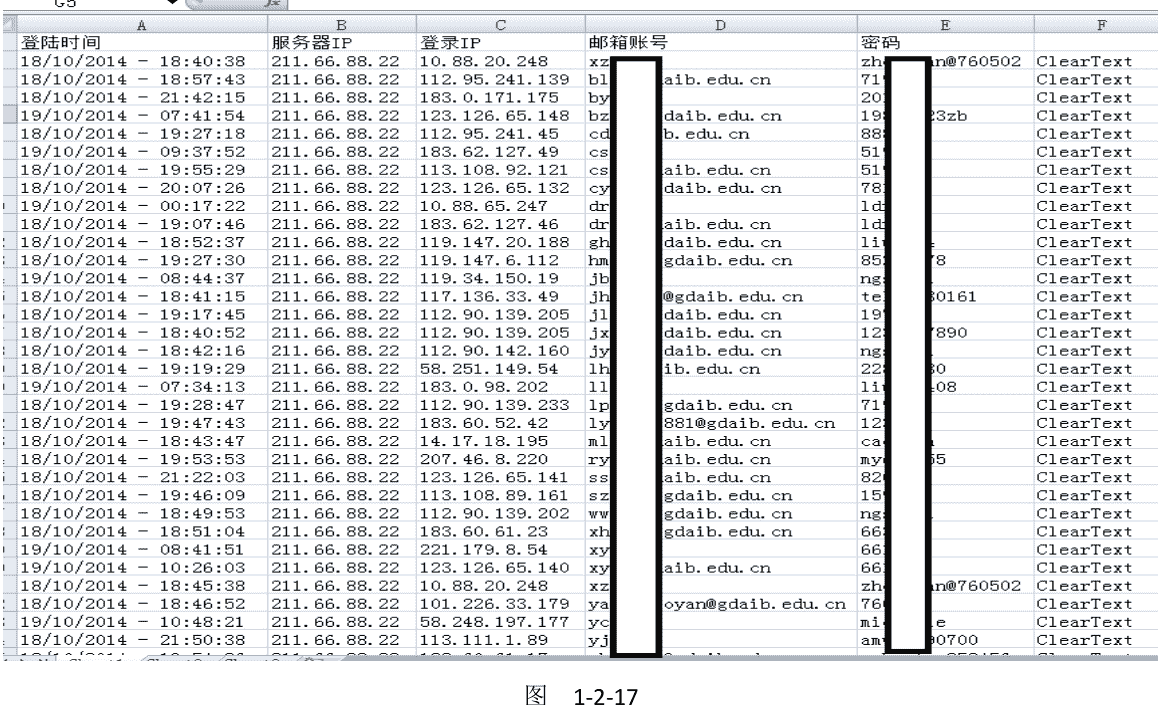 G5
A B C D E F
登陆时间 服务器IP 登录IP 邮箱账号 密码
18/10/2014 - 18:40:38 211.66.88.22 10.88.20.248 xz zh n@760502 ClearText
18/10/2014 - 18:57:43 211.66.88.22 112.95.241.139 bl aib.edu.cn 71 ClearText
18/10/2014 - 21:42:15 211.66.88.22 183.0.171.175 by 20 ClearText
19/10/2014 - 07:41:54 211.66.88.22 123.126.65.148 bz daib.edu.cn 19 3zb ClearText
18/10/2014 - 19:27:18 211.66.88.22 112.95.241.45 cd b.edu.cn 88 ClearText
19/10/2014 - 09:37:52 211.66.88.22 183.62.127.49 cs 51 ClearText
18/10/2014 - 19:55:29 211.66.88.22 113.108.92.121 cs aib.edu.cn 51 ClearText
18/10/2014 - 20:07:26 211.66.88.22 123.126.65.132 cy daib.edu.cn 78 ClearText
19/10/2014 - 00:17:22 211.66.88.22 10.88.65.247 dr ld ClearText
18/10/2014 - 19:07:46 211.66.88.22 183.62.127.46 dr aib.edu.cn ld ClearText
18/10/2014 - 18:52:37 211.66.88.22 119.147.20.188 gh daib.edu.cn li ClearText
18/10/2014 - 19:27:30 211.66.88.22 119.147.6.112 hm gdaib.edu.cn 85 78 ClearText
19/10/2014 - 08:44:37 211.66.88.22 119.34.150.19 jb ng ClearText
18/10/2014 - 18:41:15 211.66.88.22 117.136.33.49 jh @gdaib.edu.cn te 0161 ClearText
18/10/2014 - 19:17:45 211.66.88.22 112.90.139.205 jl daib.edu.cn 19 ClearText
18/10/2014 - 18:40:52 211.66.88.22 112.90.139.205 jx daib.edu.cn 12 7890 ClearText
18/10/2014 - 18:42:16 211.66.88.22 112.90.142.160 jy daib.edu.cn ng ClearText
18/10/2014 - 19:19:29 211.66.88.22 58.251.149.54 lh ib.edu.cn 22 0 ClearText
19/10/2014 - 07:34:13 211.66.88.22 183.0.98.202 ll li 08 ClearText
18/10/2014 - 19:28:47 211.66.88.22 112.90.139.233 lp gdaib.edu.cn 71 ClearText
18/10/2014 - 19:47:43 211.66.88.22 183.60.52.42 ly 881@gdaib.edu.cn 12 ClearText
18/10/2014 - 18:43:47 211.66.88.22 14.17.18.195 ml aib.edu.cn ca ClearText
18/10/2014 - 19:53:53 211.66.88.22 207.46.8.220 ry aib.edu.cn my 55 ClearText
18/10/2014 - 21:22:03 211.66.88.22 123.126.65.141 ss aib.edu.cn 82 ClearText
18/10/2014 - 19:46:09 211.66.88.22 113.108.89.161 sz gdaib.edu.cn 15 ClearText
18/10/2014 - 18:49:53 211.66.88.22 112.90.139.202 ww gdaib.edu.cn ng ClearText
18/10/2014 - 18:51:04 211.66.88.22 183.60.61.23 xh gdaib.edu.cn 66 ClearText
19/10/2014 - 08:41:51 211.66.88.22 221.179.8.54 xy 66 ClearText
19/10/2014 - 10:26:03 211.66.88.22 123.126.65.140 xy aib.edu.cn 66 ClearText
18/10/2014 - 18:45:38 211.66.88.22 10.88.20.248 xz zh n@760502 ClearText
18/10/2014 - 18:46:52 211.66.88.22 101.226.33.179 ya oyan@gdaib.edu.cn 76 ClearText
19/10/2014 - 10:48:21 211.66.88.22 58.248.197.177 yc mi e ClearText
18/10/2014 - 21:50:38 211.66.88.22 113.111.1.89 yj am 00700 ClearText
图 1-2-17